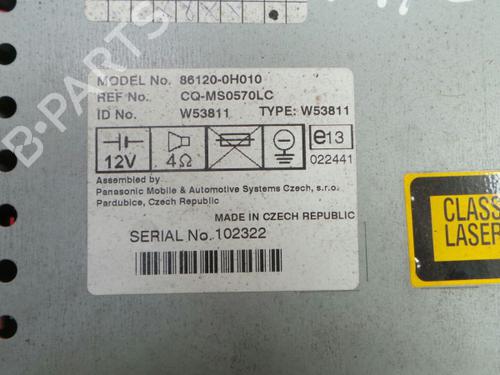 B-PARTS
MODEL No. 86120-0H010
REF No. CQ-MS0570LC
ID No. W53811 TYPE: W53811
12V 4Ω e13
022441
Assembled by
Panasonic Mobile & Automotive Systems Czech, s.r.o.
Pardubice, Czech Republic
MADE IN CZECH REPUBLIC
SERIAL No. 102322
CLASS
LASER